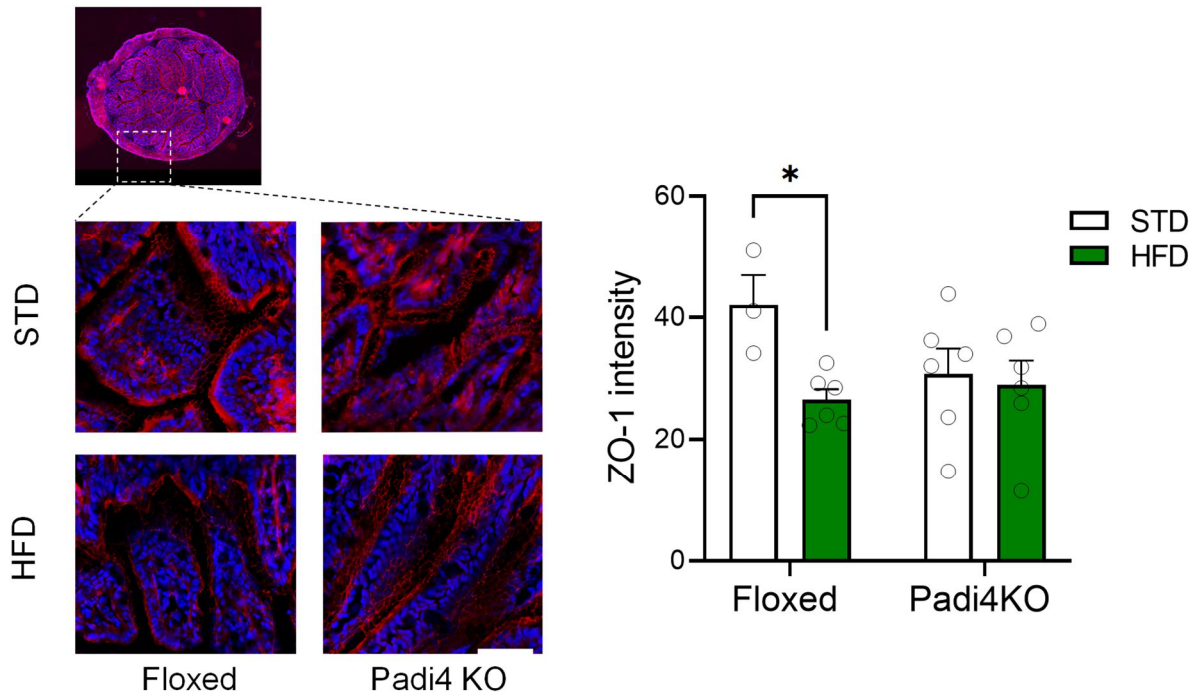 STD
HFD
Floxed
Padi4 KO
ZO-1 intensity
60
40
20
0
*
STD
HFD
Floxed
Padi4KO